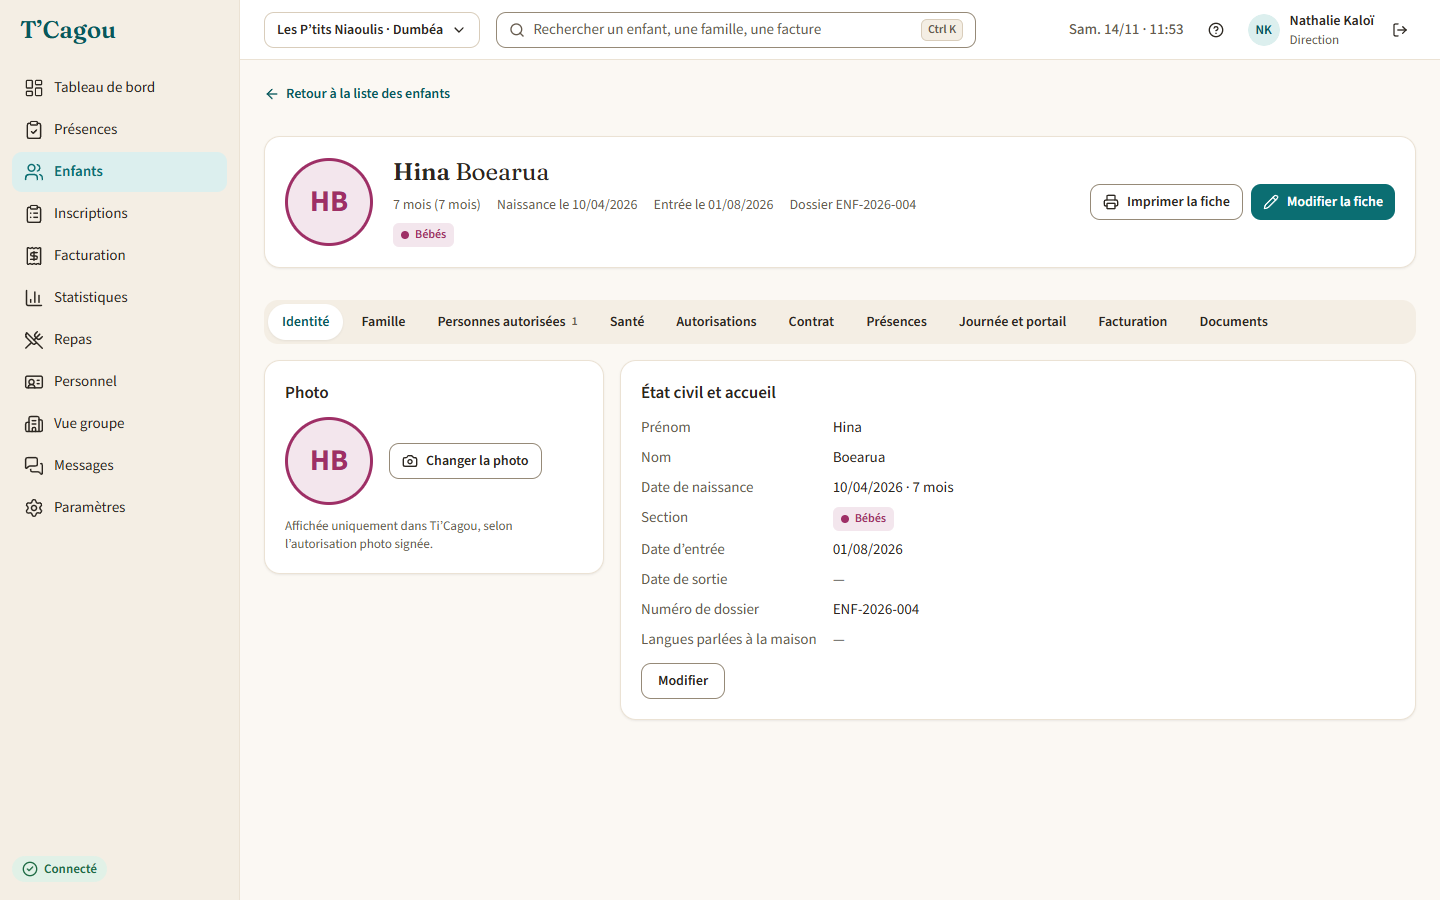 T’Cagou
Les P’tits Niaoulis · Dumbéa
Rechercher un enfant, une famille, une facture
Ctrl K
Sam. 14/11 · 11:53
NK
Nathalie Kaloï
Direction
Tableau de bord
Présences
Enfants
Inscriptions
Facturation
Statistiques
Repas
Personnel
Vue groupe
Messages
Paramètres
Connecté
Retour à la liste des enfants
HB
Hina Boearua
7 mois (7 mois) Naissance le 10/04/2026 Entrée le 01/08/2026 Dossier ENF-2026-004
Bébés
Imprimer la fiche
Modifier la fiche
Identité Famille Personnes autorisées 1 Santé Autorisations Contrat Présences Journée et portail Facturation Documents
Photo
HB
Changer la photo
Affichée uniquement dans Ti’Cagou, selon
l’autorisation photo signée.
État civil et accueil
Prénom Hina
Nom Boearua
Date de naissance 10/04/2026 · 7 mois
Section Bébés
Date d’entrée 01/08/2026
Date de sortie —
Numéro de dossier ENF-2026-004
Langues parlées à la maison —
Modifier